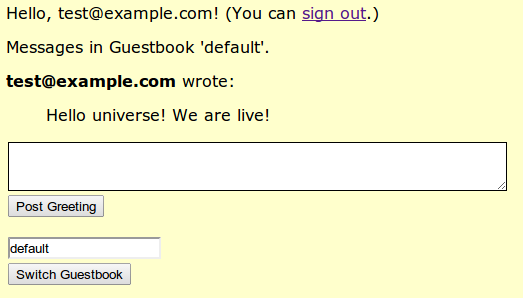 Hello, test@example.com! (You can sign out.)
Messages in Guestbook 'default'.
test@example.com wrote:
Hello universe! We are live!
Post Greeting
default
Switch Guestbook